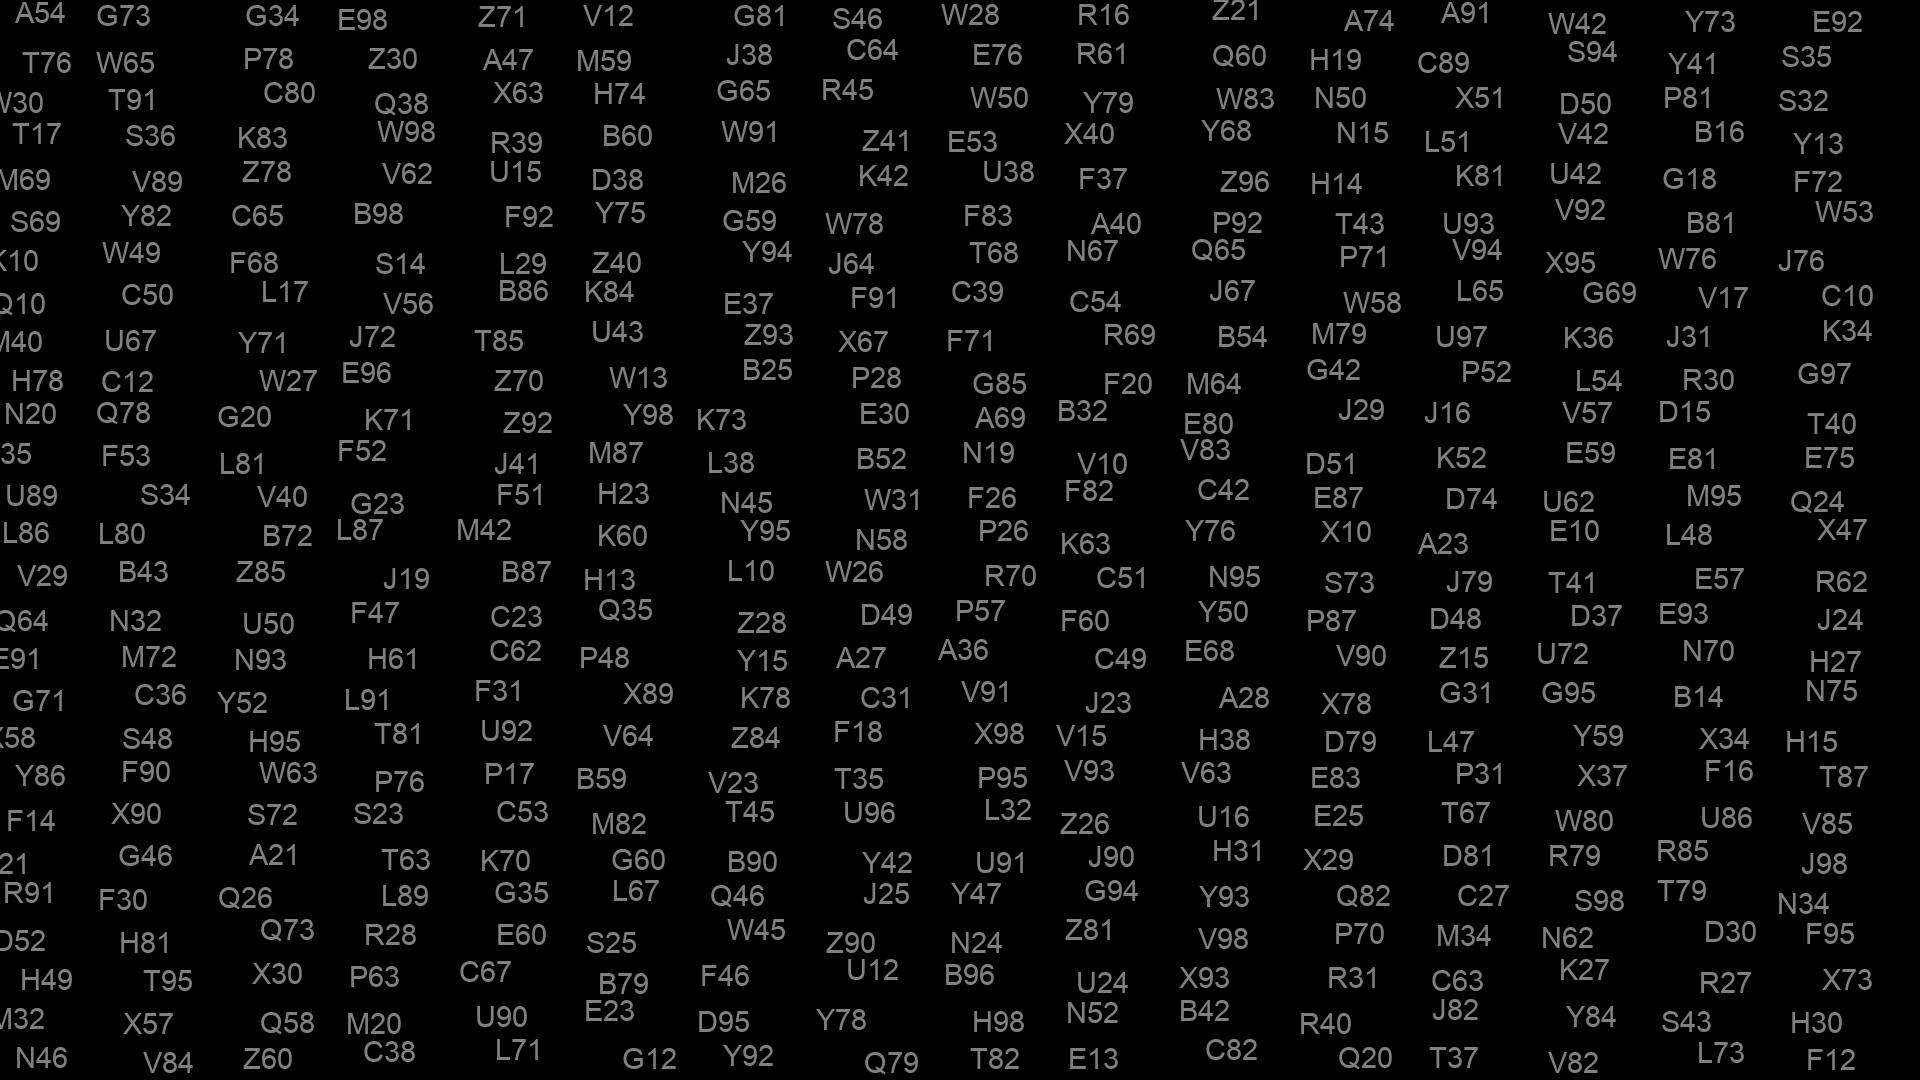 A54 G73 G34 E98 Z71 V12 G81 S46 W28 R16 Z21 A74 A91 W42 Y73 E92
T76 W65 P78 Z30 A47 M59 J38 C64 E76 R61 Q60 H19 C89 S94 Y41 S35
W30 T91 C80 Q38 X63 H74 G65 R45 W50 Y79 W83 N50 X51 D50 P81 S32
T17 S36 K83 W98 R39 B60 W91 Z41 E53 X40 Y68 N15 L51 V42 B16 Y13
M69 V89 Z78 V62 U15 D38 M26 K42 U38 F37 Z96 H14 K81 U42 G18 F72
S69 Y82 C65 B98 F92 Y75 G59 W78 F83 A40 P92 T43 U93 V92 B81 W53
K10 W49 F68 S14 L29 Z40 Y94 J64 T68 N67 Q65 P71 V94 X95 W76 J76
Q10 C50 L17 V56 B86 K84 E37 F91 C39 C54 J67 W58 L65 G69 V17 C10
M40 U67 Y71 J72 T85 U43 Z93 X67 F71 R69 B54 M79 U97 K36 J31 K34
H78 C12 W27 E96 Z70 W13 B25 P28 G85 F20 M64 G42 P52 L54 R30 G97
N20 Q78 G20 K71 Z92 Y98 K73 E30 A69 B32 E80 J29 J16 V57 D15 T40
35 F53 L81 F52 J41 M87 L38 B52 N19 V10 V83 D51 K52 E59 E81 E75
U89 S34 V40 G23 F51 H23 N45 W31 F26 F82 C42 E87 D74 U62 M95 Q24
L86 L80 B72 L87 M42 K60 Y95 N58 P26 K63 Y76 X10 A23 E10 L48 X47
V29 B43 Z85 J19 B87 H13 L10 W26 R70 C51 N95 S73 J79 T41 E57 R62
Q64 N32 U50 F47 C23 Q35 Z28 D49 P57 F60 Y50 P87 D48 D37 E93 J24
E91 M72 N93 H61 C62 P48 Y15 A27 A36 C49 E68 V90 Z15 U72 N70 H27
G71 C36 Y52 L91 F31 X89 K78 C31 V91 J23 A28 X78 G31 G95 B14 N75
58 S48 H95 T81 U92 V64 Z84 F18 X98 V15 H38 D79 L47 Y59 X34 H15
Y86 F90 W63 P76 P17 B59 V23 T35 P95 V93 V63 E83 P31 X37 F16 T87
F14 X90 S72 S23 C53 M82 T45 U96 L32 Z26 U16 E25 T67 W80 U86 V85
21 G46 A21 T63 K70 G60 B90 Y42 U91 J90 H31 X29 D81 R79 R85 J98
R91 F30 Q26 L89 G35 L67 Q46 J25 Y47 G94 Y93 Q82 C27 S98 T79 N34
D52 H81 Q73 R28 E60 S25 W45 Z90 N24 Z81 V98 P70 M34 N62 D30 F95
H49 T95 X30 P63 C67 B79 F46 U12 B96 U24 X93 R31 C63 K27 R27 X73
M32 X57 Q58 M20 U90 E23 D95 Y78 H98 N52 B42 R40 J82 Y84 S43 H30
N46 V84 Z60 C38 L71 G12 Y92 Q79 T82 E13 C82 Q20 T37 V82 L73 F12